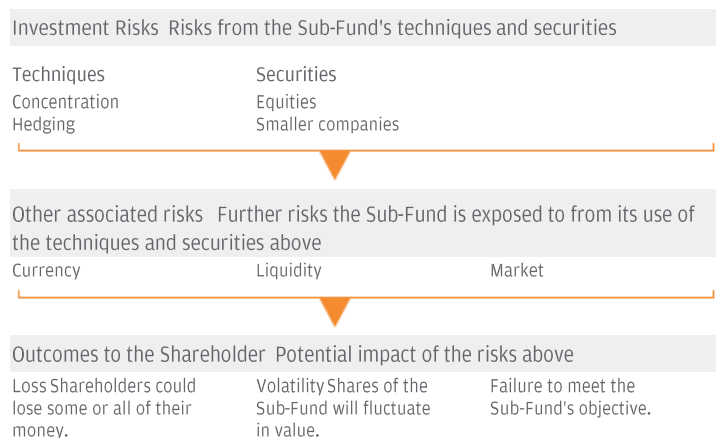 Investment Risks Risks from the Sub-Fund's techniques and securities
Techniques Securities
Concentration Equities
Hedging Smaller companies
Other associated risks Further risks the Sub-Fund is exposed to from its use of
the techniques and securities above
Currency Liquidity Market
Outcomes to the Shareholder Potential impact of the risks above
Loss Shareholders could
lose some or all of their
money.
Volatility Shares of the
Sub-Fund will fluctuate
in value.
Failure to meet the
Sub-Fund's objective.